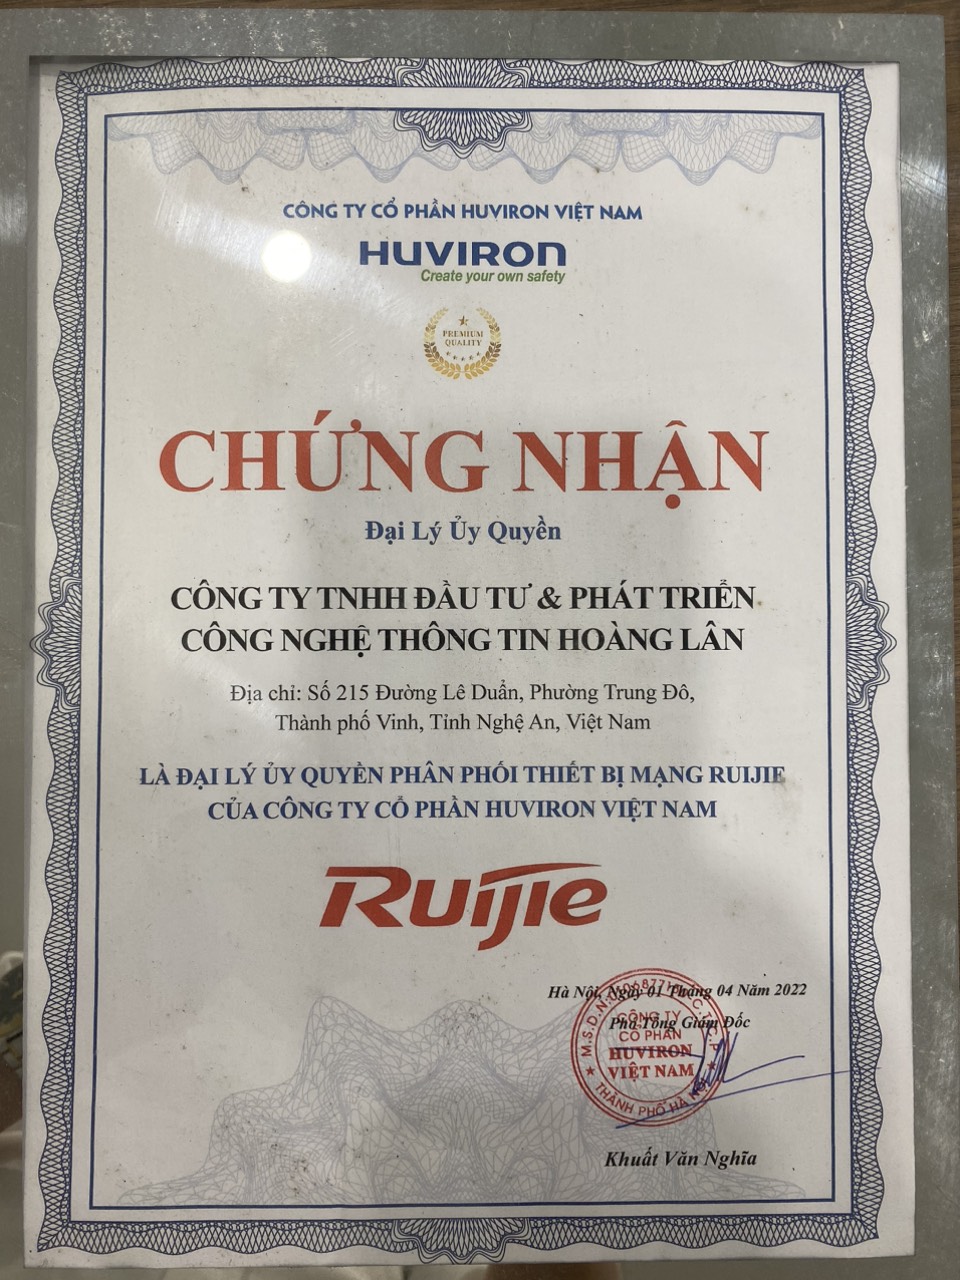 CÔNG TY CỔ PHẦN HUVIRON VIỆT NAM
HUVIRON
Create your own safety
PREMIUM
QUALITY
CHỨNG NHẬN
Đại Lý Ủy Quyền
CÔNG TY TNHH ĐẦU TƯ & PHÁT TRIỂN
CÔNG NGHỆ THÔNG TIN HOÀNG LÂN
Địa chỉ: Số 215 Đường Lê Duẩn, Phường Trung Đô,
Thành phố Vinh, Tỉnh Nghệ An, Việt Nam
LÀ ĐẠI LÝ ỦY QUYỀN PHÂN PHỐI THIẾT BỊ MẠNG RUIJIE
CỦA CÔNG TY CỔ PHẦN HUVIRON VIỆT NAM
Ruijie
Hà Nội, Ngày 01 Tháng 04 Năm 2022
Phó Tổng Giám Đốc
M.S.D.N:
C.T.C.P
CÔNG TY
CỔ PHẦN
HUVIRON
VIỆT NAM
THÀNH PHỐ HÀ NỘI
Khuất Văn Nghĩa